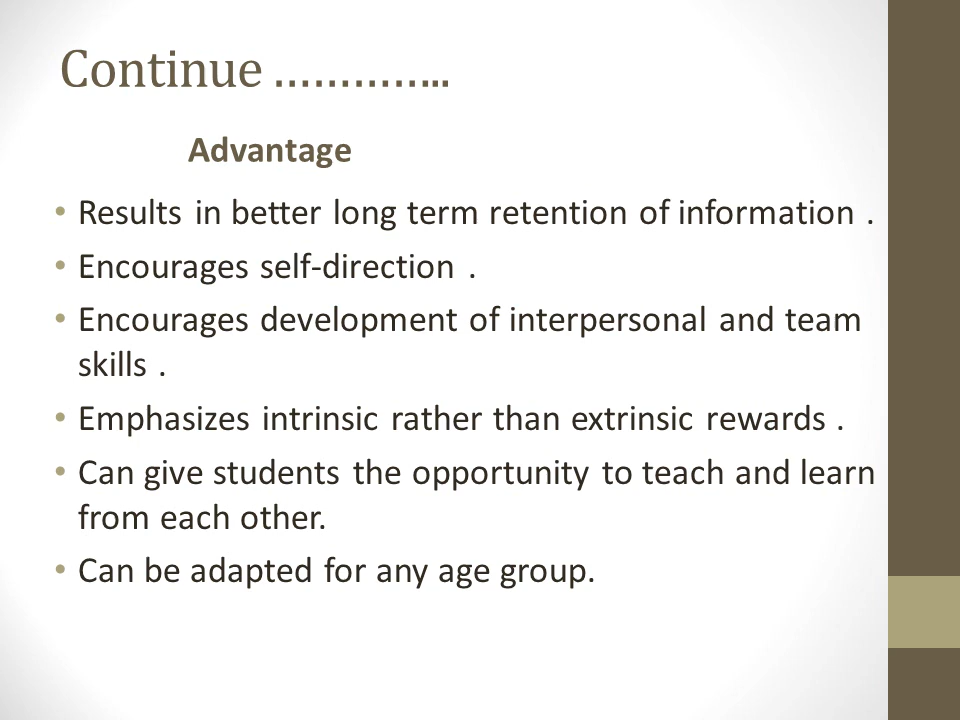 Continue …………..
Advantage
• Results in better long term retention of information .
• Encourages self-direction .
• Encourages development of interpersonal and team
skills .
• Emphasizes intrinsic rather than extrinsic rewards .
• Can give students the opportunity to teach and learn
from each other.
• Can be adapted for any age group.